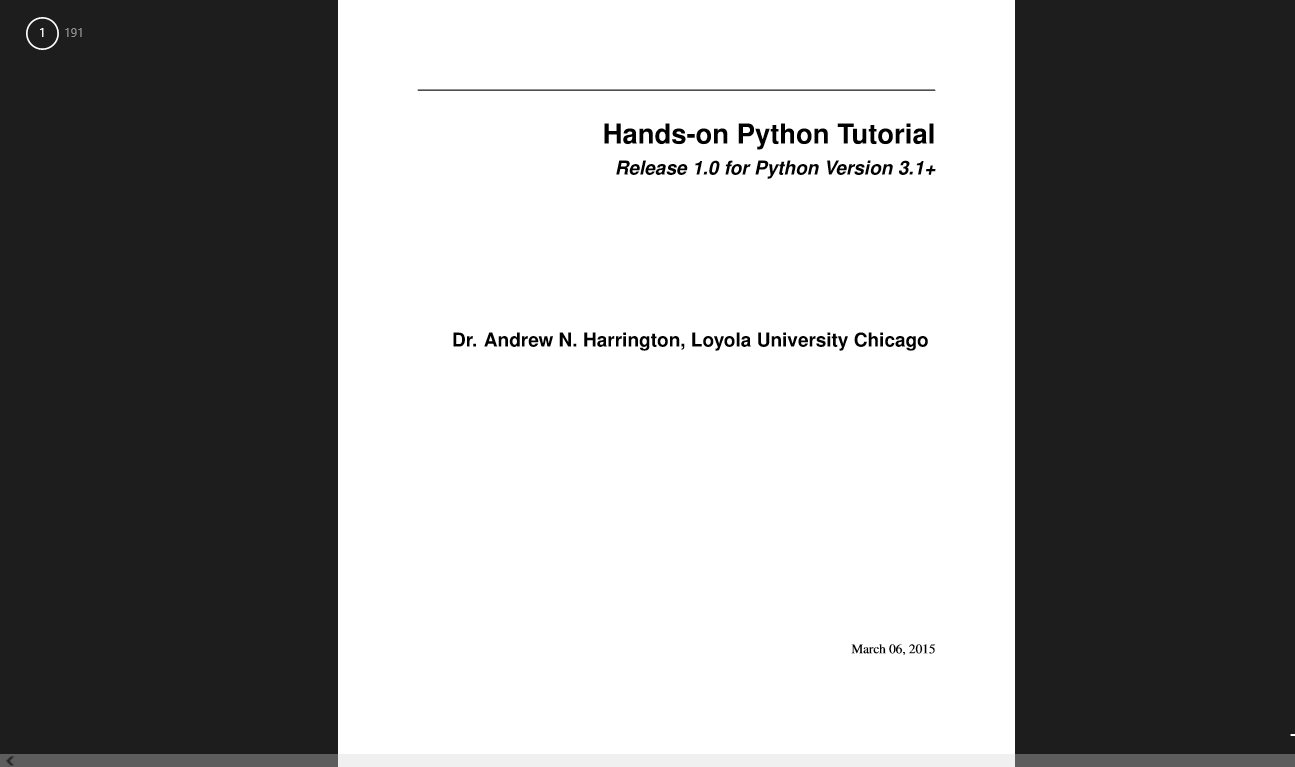 1 191
Hands-on Python Tutorial
Release 1.0 for Python Version 3.1+
Dr. Andrew N. Harrington, Loyola University Chicago
March 06, 2015